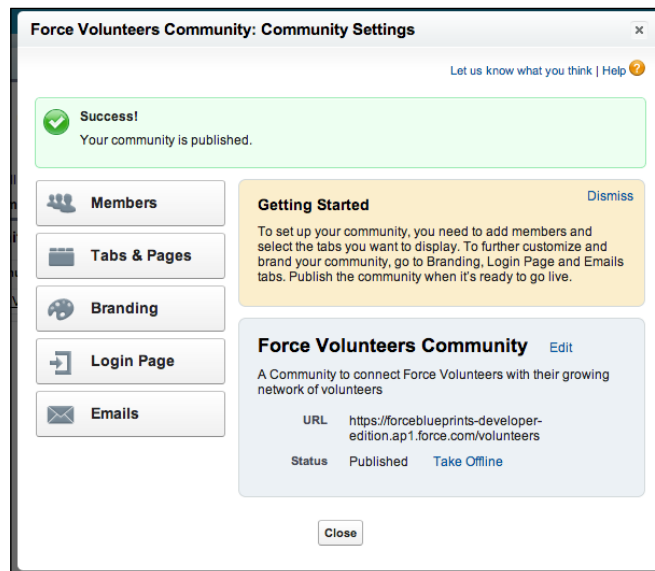 Force Volunteers Community: Community Settings
Let us know what you think | Help ?
Success!
Your community is published.
Members
Tabs & Pages
Branding
Login Page
Emails
Getting Started
Dismiss
To set up your community, you need to add members and
select the tabs you want to display. To further customize and
brand your community, go to Branding, Login Page and Emails
tabs. Publish the community when it's ready to go live.
Force Volunteers Community Edit
A Community to connect Force Volunteers with their growing
network of volunteers
URL https://forceblueprints-developer-
edition.ap1.force.com/volunteers
Status Published Take Offline
Close